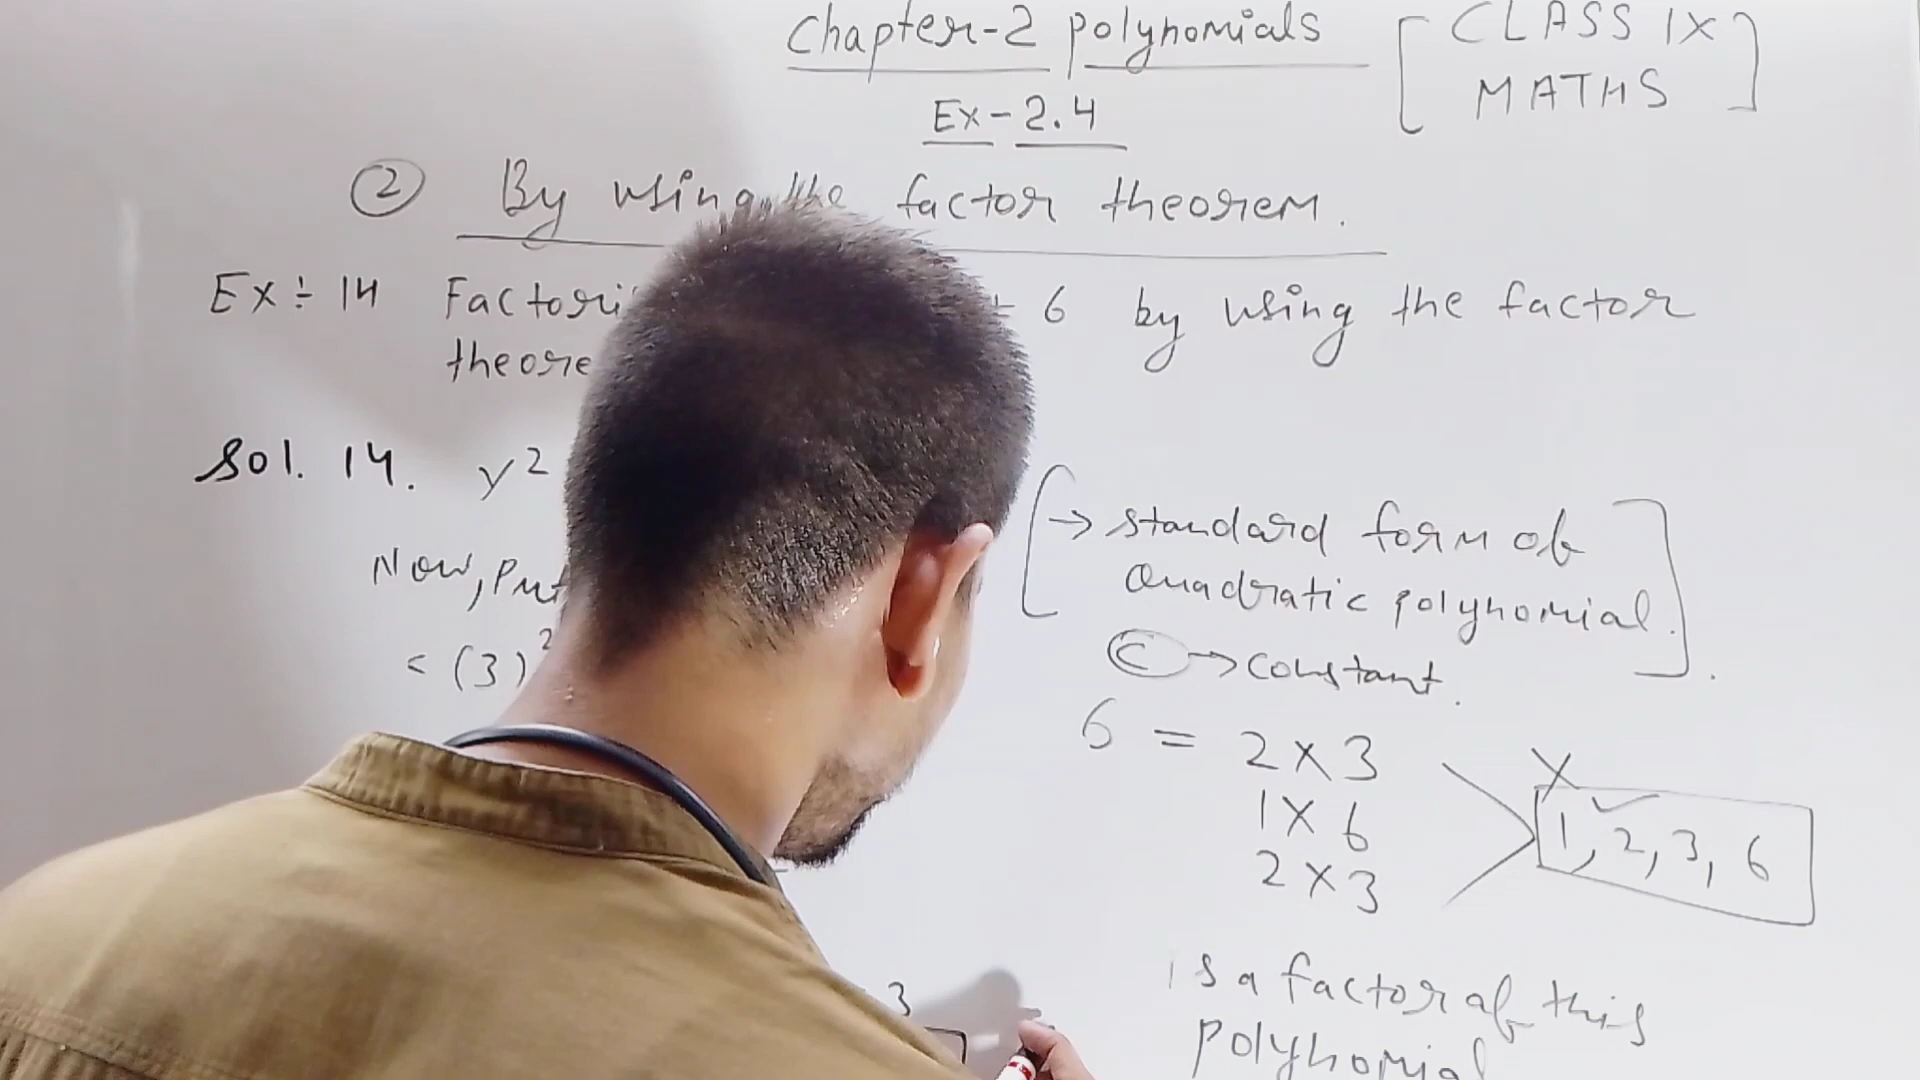 Chapter-2 polynomials
[CLASS IX
MATHS]
Ex-2.4
② By using the factor theorem.
Ex ÷ 14 Factori + 6 by using the factor
theore
Sol. 14. y²
[→ standard form of
Quadratic polynomial.]
Now, Put
< (3)²
Ⓒ → constant.
6 = 2 x 3
1 x 6
2 x 3
X ✓
1, 2, 3, 6
3
is a factor of this
polynomial